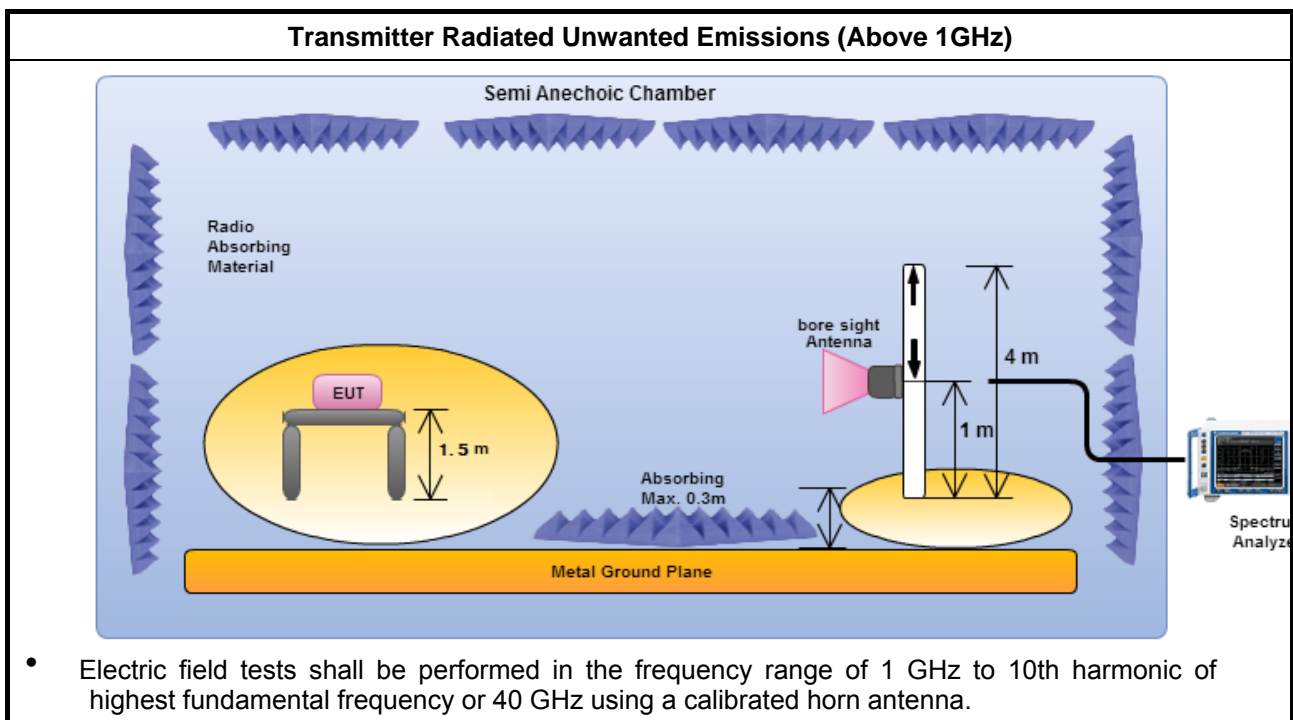 Transmitter Radiated Unwanted Emissions (Above 1GHz)
Semi Anechoic Chamber
Radio
Absorbing
Material
bore sight
Antenna
4 m
EUT
1 m
1. 5 m
Absorbing
Max. 0.3m
Spectru
Analyze
Metal Ground Plane
• Electric field tests shall be performed in the frequency range of 1 GHz to 10th harmonic of
highest fundamental frequency or 40 GHz using a calibrated horn antenna.